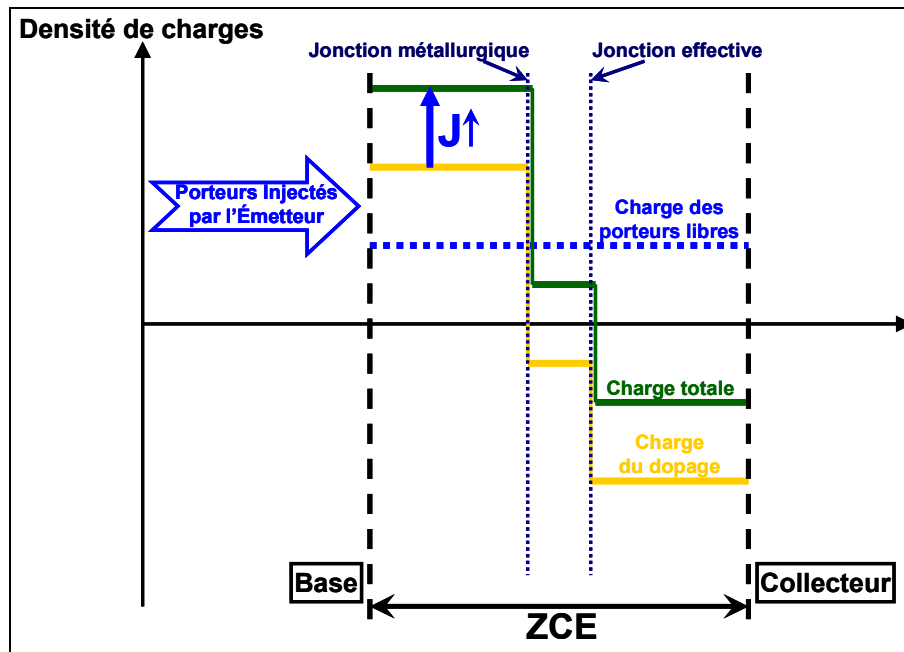 Densité de charges
Jonction métallurgique
Jonction effective
J↑
Porteurs Injectés
par l'Émetteur
Charge des
porteurs libres
Charge totale
Charge
du dopage
Base
Collecteur
ZCE